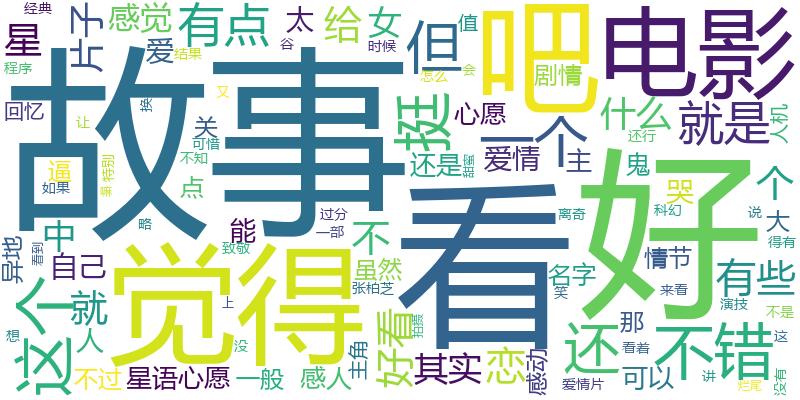 经典
片子
感觉
有点
太
给
女
但
吧
值
电影
星
爱
谷
时候
程序
结果
又
怎么
会
剧情
回忆
换
故事
挺
心愿
一个
什么
就是
人机
让
关
可惜
还是
甜蜜
爱情
主
还行
逼
特别
不知
鬼
哭
个
如果
嘛
点
看
好
科幻
说
中
略
能
过分
一部
不
离奇
大
得有
异地
看到
自己
觉得
致敬
虽然
名字
情节
有些
这个
就
张柏芝
笑
来看
演技
上
好看
拍摄
那
不是
想
人
没
主角
其实
恋
感动
还
看着
不错
这
不过
星语心愿
一般
感人
爱情片
可以
讲
烂尾
没有